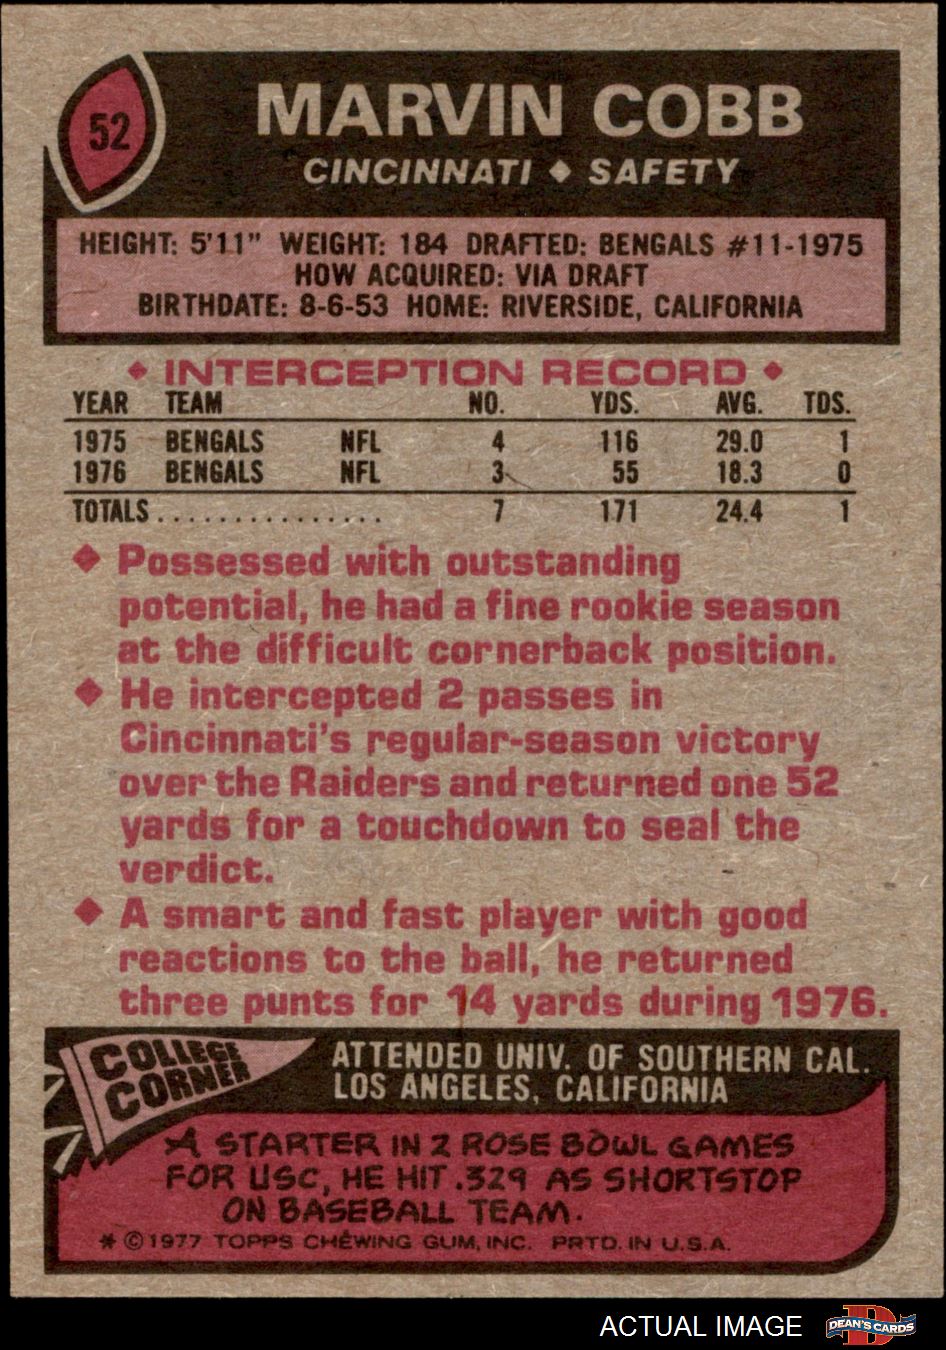 52
MARVIN COBB
CINCINNATI ♦ SAFETY
HEIGHT: 5'11" WEIGHT: 184 DRAFTED: BENGALS #11-1975
HOW ACQUIRED: VIA DRAFT
BIRTHDATE: 8-6-53 HOME: RIVERSIDE, CALIFORNIA
♦ INTERCEPTION RECORD ♦
YEAR TEAM NO. YDS. AVG. TDS.
1975 BENGALS NFL 4 116 29.0 1
1976 BENGALS NFL 3 55 18.3 0
TOTALS ............... 7 171 24.4 1
♦ Possessed with outstanding
potential, he had a fine rookie season
at the difficult cornerback position.
♦ He intercepted 2 passes in
Cincinnati's regular-season victory
over the Raiders and returned one 52
yards for a touchdown to seal the
verdict.
♦ A smart and fast player with good
reactions to the ball, he returned
three punts for 14 yards during 1976.
COLLEGE
CORNER
ATTENDED UNIV. OF SOUTHERN CAL.
LOS ANGELES, CALIFORNIA
A STARTER IN 2 ROSE BOWL GAMES
FOR USC, HE HIT .329 AS SHORTSTOP
ON BASEBALL TEAM.
* ©1977 TOPPS CHEWING GUM, INC. PRTD. IN U.S.A.
ACTUAL IMAGE
DEAN'S CARDS